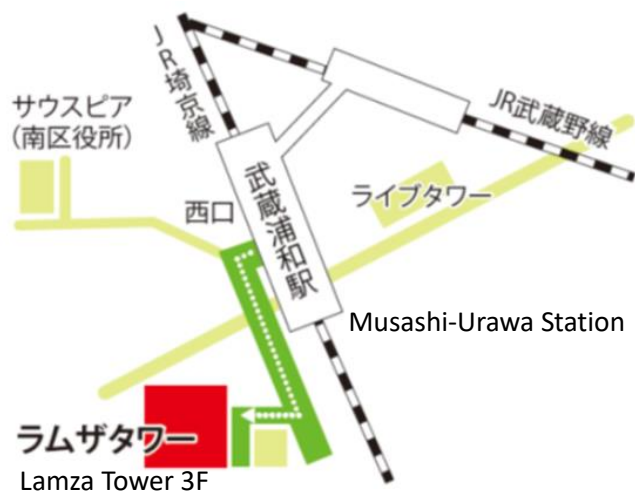 JR埼京線
サウスピア
（南区役所）
JR武蔵野線
ライブタワー
西口
武蔵浦和駅
Musashi-Urawa Station
ラムザタワー
Lamza Tower 3F